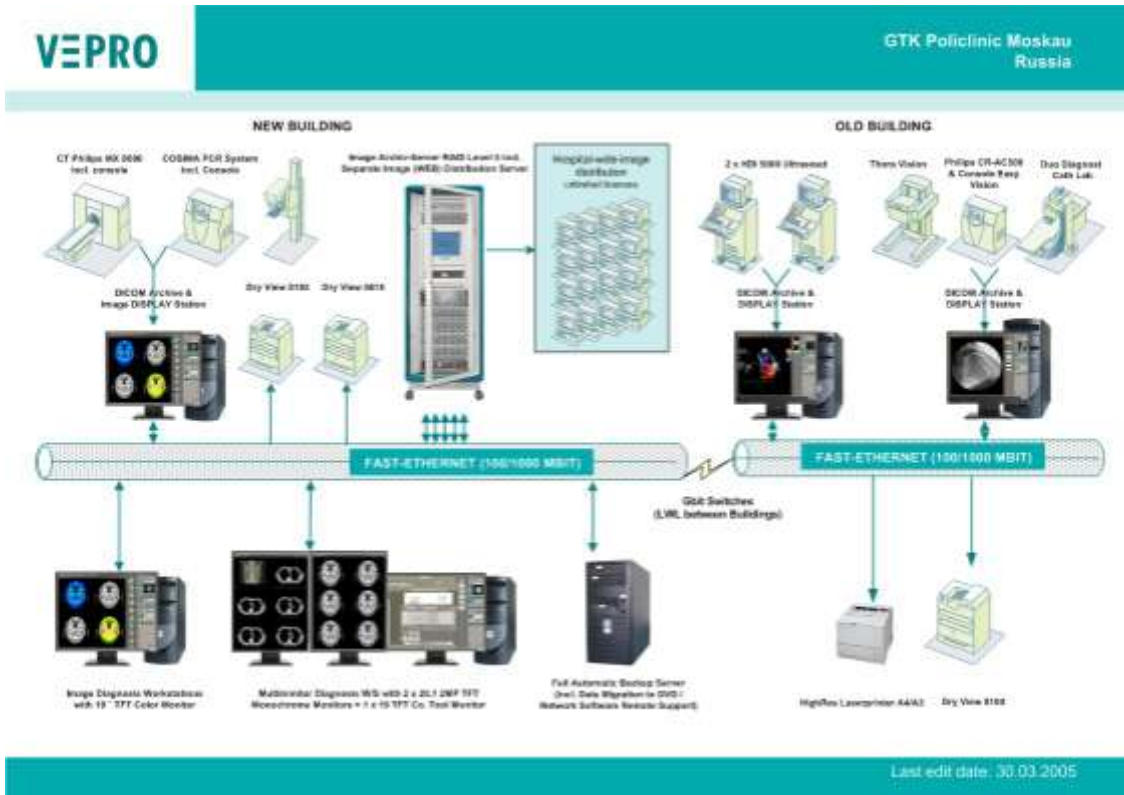 VEPRO
GTK Policlinic Moskau
Russia
NEW BUILDING
OLD BUILDING
CT Philips MX 8000
incl. console
COSIMA PCR System
Incl. Console
Image Archiv-Server RAID Level 5 incl.
Separate Image (WEB) Distribution Server
Hospital-wide-image
distribution
unlimited licences
2 x HDI 5000 Ultrasound
Thorax Vision
Philips CR-AC500
& Console Easy
Vision
Duo Diagnost
Cath Lab
DICOM Archive &
Image DISPLAY Station
Dry View
Dry View
DICOM Archive &
DISPLAY Station
DICOM Archive &
DISPLAY Station
FAST-ETHERNET (100/1000 MBIT)
FAST-ETHERNET (100/1000 MBIT)
Gbit Switches
(LWL between Buildings)
Image Diagnosis Workstations
with TFT Color Monitor
Multimonitor Diagnosis W/S with 2 x 20,1 2MP TFT
Monochrome Monitors + 1 x TFT Co. Tool Monitor
Full Automatic Backup Server
(Incl. Data Migration to DVD /
Network Software Remote Support)
HighRes Laserprinter A4/A3
Dry View
Last edit date: 30.03.2005